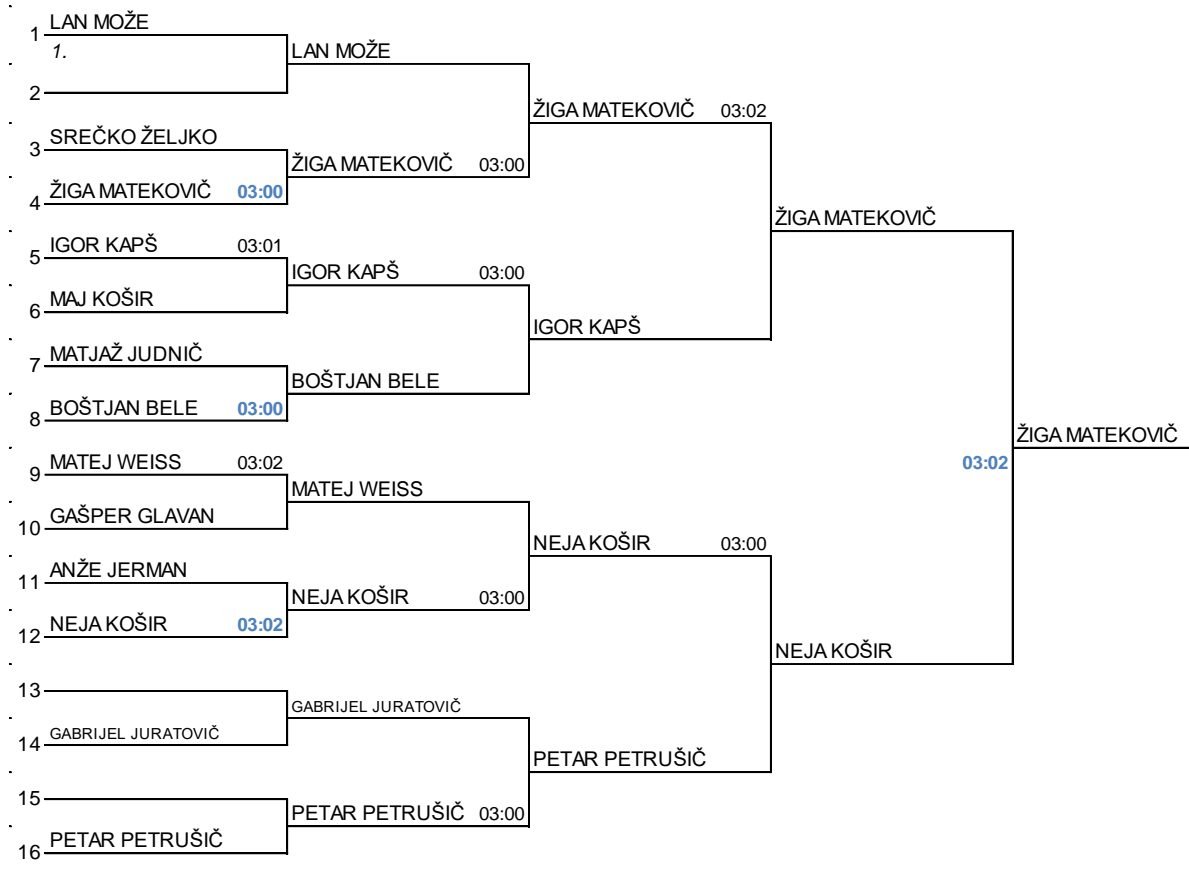 LAN MOŽE
1
1.
LAN MOŽE
2
ŽIGA MATEKOVIČ 03:02
SREČKO ŽELJKO
3
ŽIGA MATEKOVIČ 03:00
ŽIGA MATEKOVIČ 03:00
4
ŽIGA MATEKOVIČ
IGOR KAPŠ 03:01
5
IGOR KAPŠ 03:00
MAJ KOŠIR
6
IGOR KAPŠ
MATJAŽ JUDNIČ
7
BOŠTJAN BELE
BOŠTJAN BELE 03:00
8
ŽIGA MATEKOVIČ
03:02
MATEJ WEISS 03:02
9
MATEJ WEISS
GAŠPER GLAVAN
10
NEJA KOŠIR 03:00
ANŽE JERMAN
11
NEJA KOŠIR 03:00
NEJA KOŠIR 03:02
12
NEJA KOŠIR
13
GABRIJEL JURATOVIČ
GABRIJEL JURATOVIČ
14
PETAR PETRUŠIČ
15
PETAR PETRUŠIČ 03:00
PETAR PETRUŠIČ
16